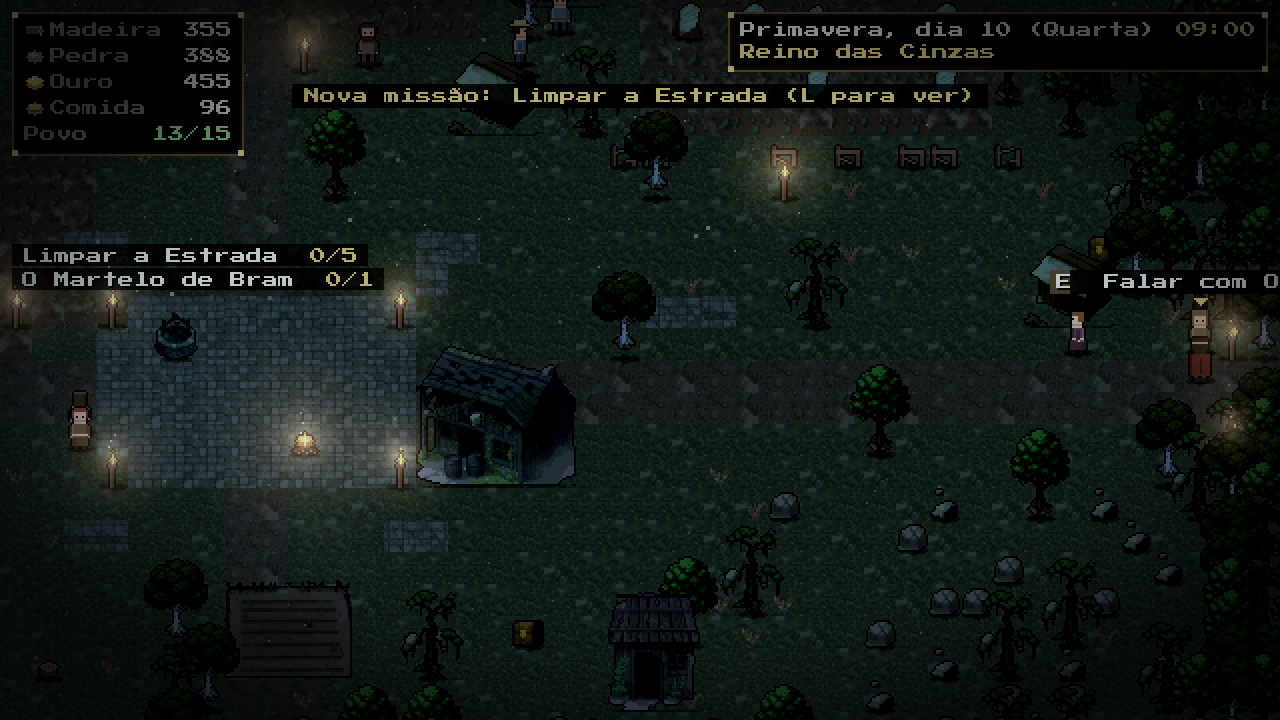 Madeira 355
Pedra 388
Ouro 455
Comida 96
Povo 13/15
Primavera, dia 10 (Quarta) 09:00
Reino das Cinzas
Nova missão: Limpar a Estrada (L para ver)
Limpar a Estrada 0/5
O Martelo de Bram 0/1
E Falar com O